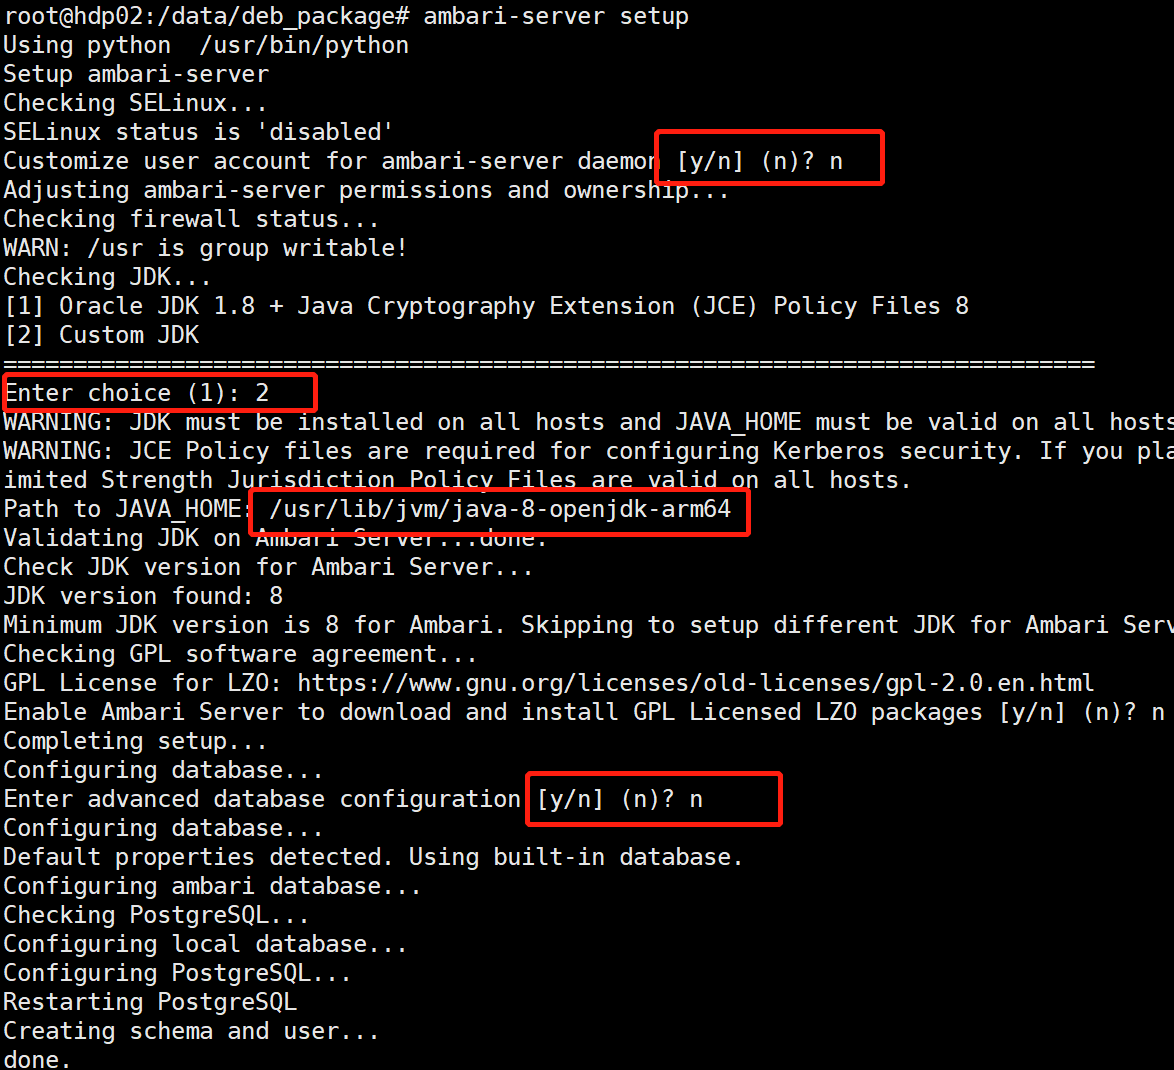 root@hdp02:/data/deb_package# ambari-server setup
Using python  /usr/bin/python
Setup ambari-server
Checking SELinux...
SELinux status is 'disabled'
Customize user account for ambari-server daemon [y/n] (n)? n
Adjusting ambari-server permissions and ownership...
Checking firewall status...
WARN: /usr is group writable!
Checking JDK...
[1] Oracle JDK 1.8 + Java Cryptography Extension (JCE) Policy Files 8
[2] Custom JDK
==============================================================================
Enter choice (1): 2
WARNING: JDK must be installed on all hosts and JAVA_HOME must be valid on all hosts
WARNING: JCE Policy files are required for configuring Kerberos security. If you pla
imited Strength Jurisdiction Policy Files are valid on all hosts.
Path to JAVA_HOME: /usr/lib/jvm/java-8-openjdk-arm64
Validating JDK on Ambari Server...done.
Check JDK version for Ambari Server...
JDK version found: 8
Minimum JDK version is 8 for Ambari. Skipping to setup different JDK for Ambari Serv
Checking GPL software agreement...
GPL License for LZO: https://www.gnu.org/licenses/old-licenses/gpl-2.0.en.html
Enable Ambari Server to download and install GPL Licensed LZO packages [y/n] (n)? n
Completing setup...
Configuring database...
Enter advanced database configuration [y/n] (n)? n
Configuring database...
Default properties detected. Using built-in database.
Configuring ambari database...
Checking PostgreSQL...
Configuring local database...
Configuring PostgreSQL...
Restarting PostgreSQL
Creating schema and user...
done.